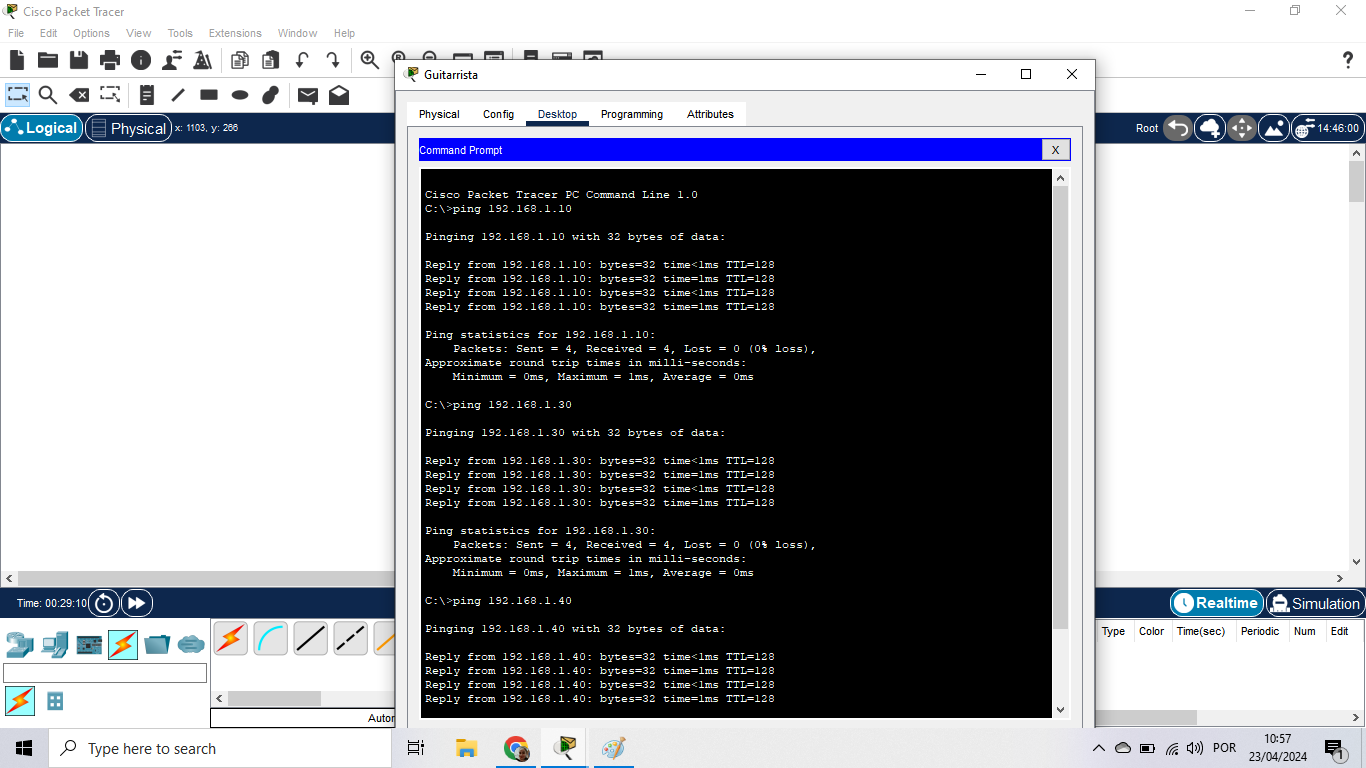 Cisco Packet Tracer
File Edit Options View Tools Extensions Window Help
?
Guitarrista
Physical Config Desktop Programming Attributes
Logical Physical x: 1103, y: 266
Root 14:46:00
Command Prompt X
Cisco Packet Tracer PC Command Line 1.0
C:\>ping 192.168.1.10
Pinging 192.168.1.10 with 32 bytes of data:
Reply from 192.168.1.10: bytes=32 time<1ms TTL=128
Reply from 192.168.1.10: bytes=32 time=1ms TTL=128
Reply from 192.168.1.10: bytes=32 time<1ms TTL=128
Reply from 192.168.1.10: bytes=32 time=1ms TTL=128
Ping statistics for 192.168.1.10:
Packets: Sent = 4, Received = 4, Lost = 0 (0% loss),
Approximate round trip times in milli-seconds:
Minimum = 0ms, Maximum = 1ms, Average = 0ms
C:\>ping 192.168.1.30
Pinging 192.168.1.30 with 32 bytes of data:
Reply from 192.168.1.30: bytes=32 time<1ms TTL=128
Reply from 192.168.1.30: bytes=32 time=1ms TTL=128
Reply from 192.168.1.30: bytes=32 time<1ms TTL=128
Reply from 192.168.1.30: bytes=32 time=1ms TTL=128
Ping statistics for 192.168.1.30:
Packets: Sent = 4, Received = 4, Lost = 0 (0% loss),
Approximate round trip times in milli-seconds:
Minimum = 0ms, Maximum = 1ms, Average = 0ms
C:\>ping 192.168.1.40
Pinging 192.168.1.40 with 32 bytes of data:
Reply from 192.168.1.40: bytes=32 time<1ms TTL=128
Reply from 192.168.1.40: bytes=32 time=1ms TTL=128
Reply from 192.168.1.40: bytes=32 time<1ms TTL=128
Reply from 192.168.1.40: bytes=32 time=1ms TTL=128
Time: 00:29:10
Realtime Simulation
Type Color Time(sec) Periodic Num Edit
Autor
Type here to search
POR
10:57
23/04/2024
1